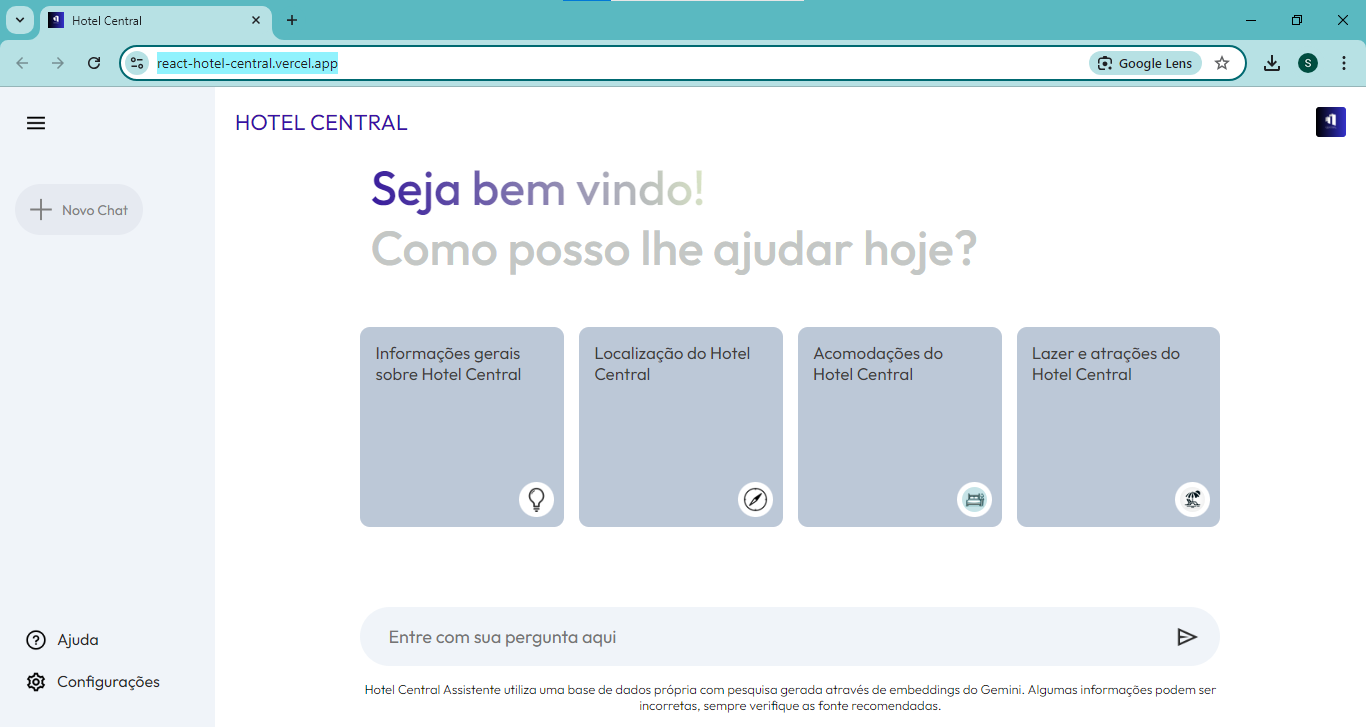 Hotel Central
react-hotel-central.vercel.app
Google Lens
S
HOTEL CENTRAL
Novo Chat
Seja bem vindo!
Como posso lhe ajudar hoje?
Informações gerais
sobre Hotel Central
Localização do Hotel
Central
Acomodações do
Hotel Central
Lazer e atrações do
Hotel Central
Entre com sua pergunta aqui
Ajuda
Configurações
Hotel Central Assistente utiliza uma base de dados própria com pesquisa gerada através de embeddings do Gemini. Algumas informações podem ser
incorretas, sempre verifique as fonte recomendadas.